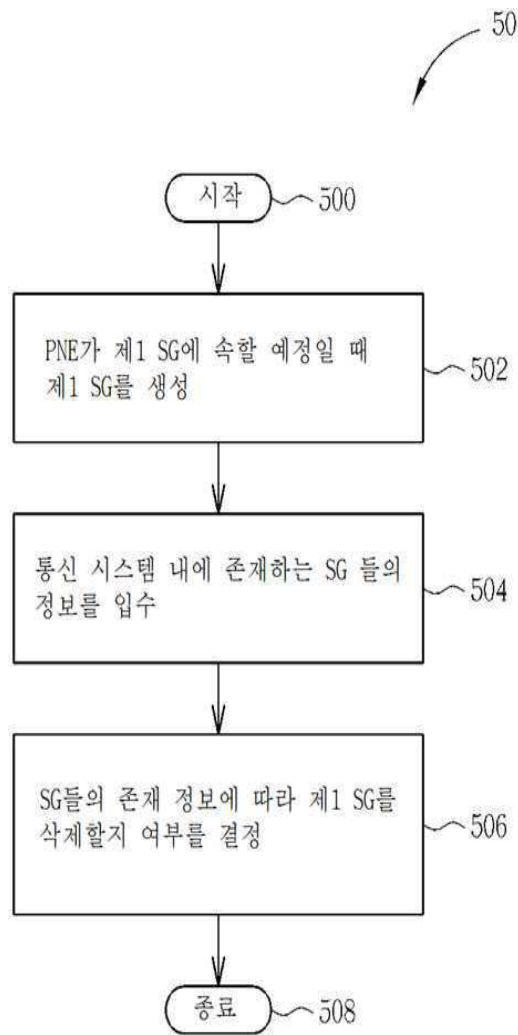 50
시작
500
PNE가 제1 SG에 속할 예정일 때
제1 SG를 생성
502
통신 시스템 내에 존재하는 SG 들의
정보를 입수
504
SG들의 존재 정보에 따라 제1 SG를
삭제할지 여부를 결정
506
종료
508